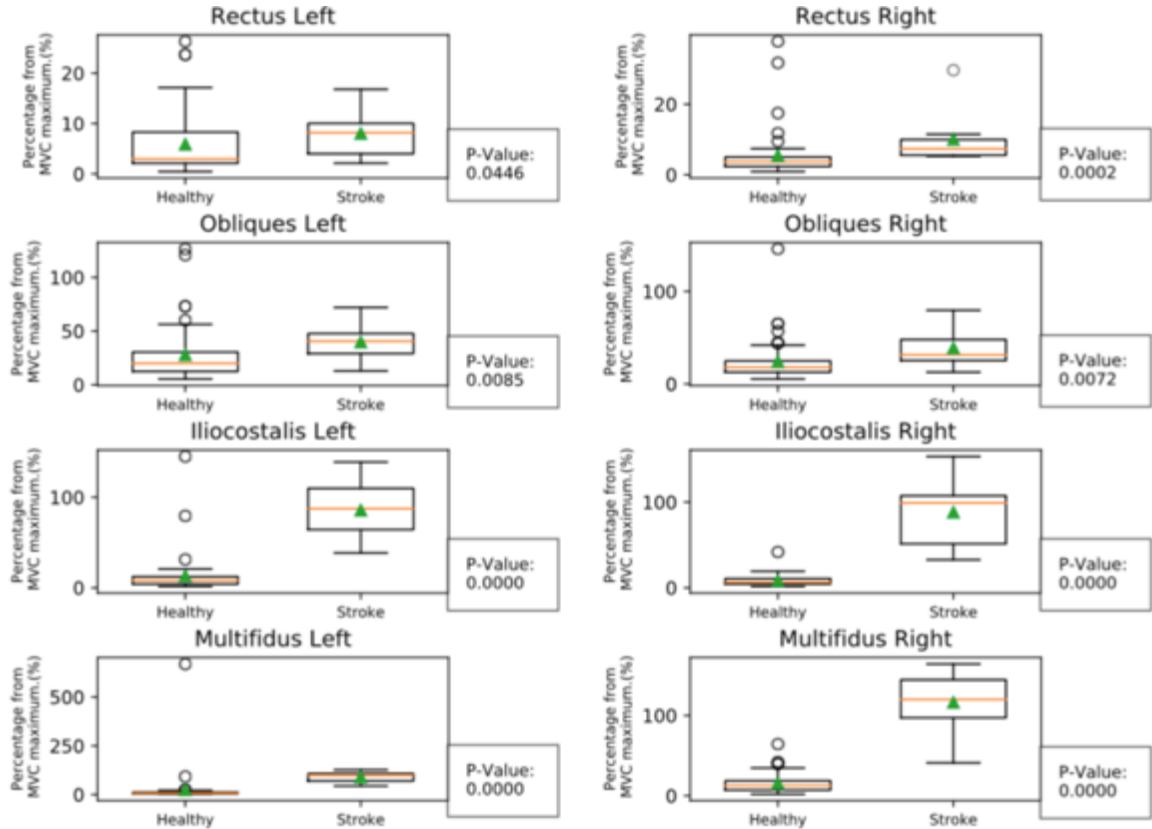 Rectus Left
Percentage from
MVC maximum.(%)
20
10
0
Healthy
Stroke
P-Value:
0.0446
Rectus Right
Percentage from
MVC maximum.(%)
20
0
Healthy
Stroke
P-Value:
0.0002
Obliques Left
Percentage from
MVC maximum.(%)
100
50
0
Healthy
Stroke
P-Value:
0.0085
Obliques Right
Percentage from
MVC maximum.(%)
100
0
Healthy
Stroke
P-Value:
0.0072
Iliocostalis Left
Percentage from
MVC maximum.(%)
100
0
Healthy
Stroke
P-Value:
0.0000
Iliocostalis Right
Percentage from
MVC maximum.(%)
100
0
Healthy
Stroke
P-Value:
0.0000
Multifidus Left
Percentage from
MVC maximum.(%)
500
250
0
Healthy
Stroke
P-Value:
0.0000
Multifidus Right
Percentage from
MVC maximum.(%)
100
0
Healthy
Stroke
P-Value:
0.0000